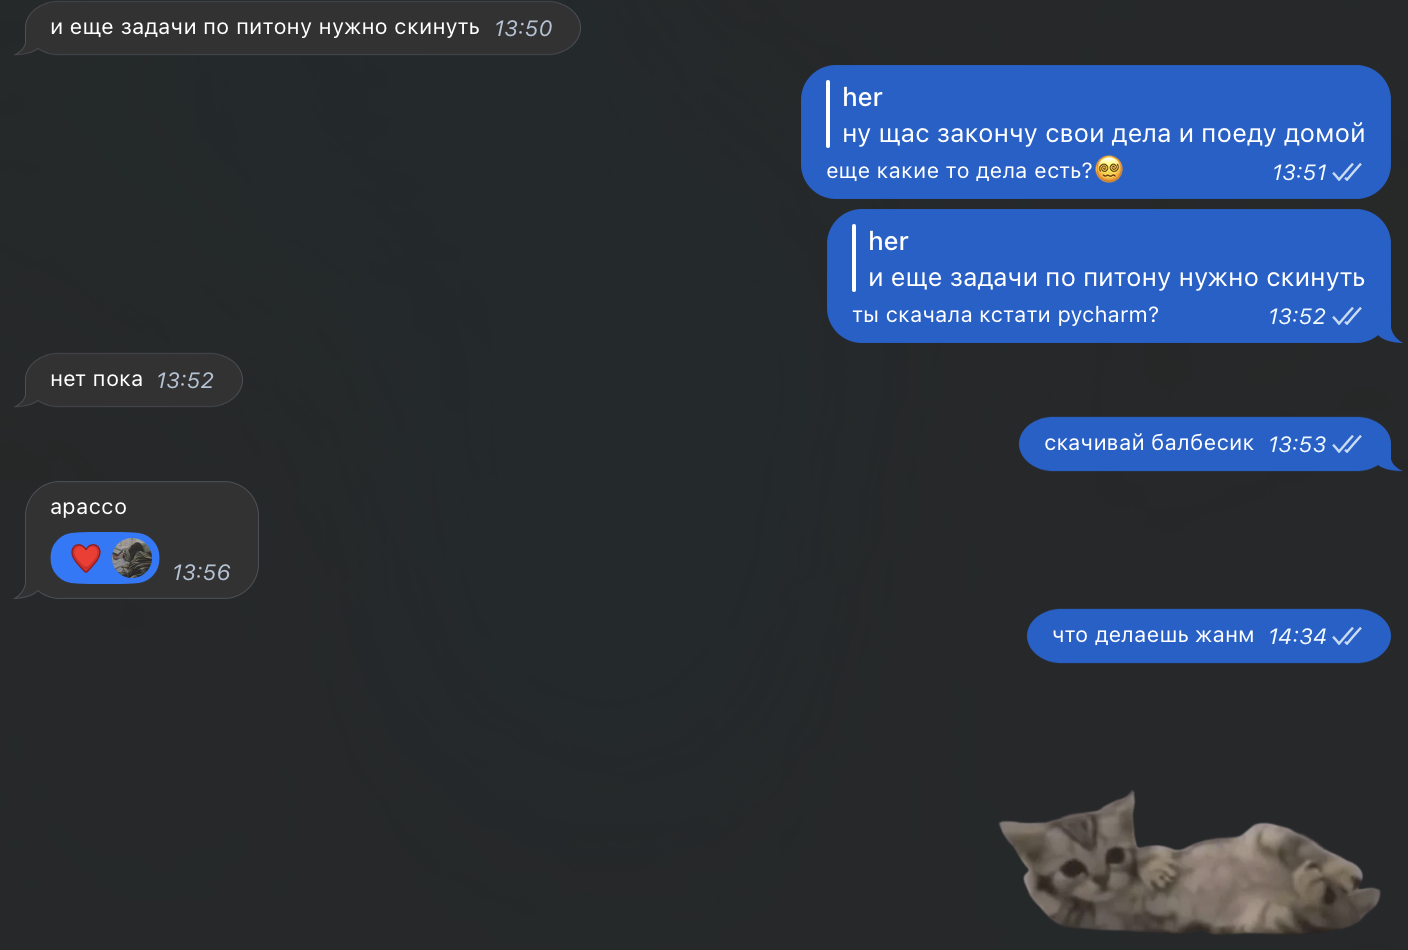 и еще задачи по питону нужно скинуть 13:50
her
ну щас закончу свои дела и поеду домой
еще какие то дела есть?😵‍💫 13:51
her
и еще задачи по питону нужно скинуть
ты скачала кстати pycharm? 13:52
нет пока 13:52
скачивай балбесик 13:53
арассо
❤️ 13:56
что делаешь жанм 14:34